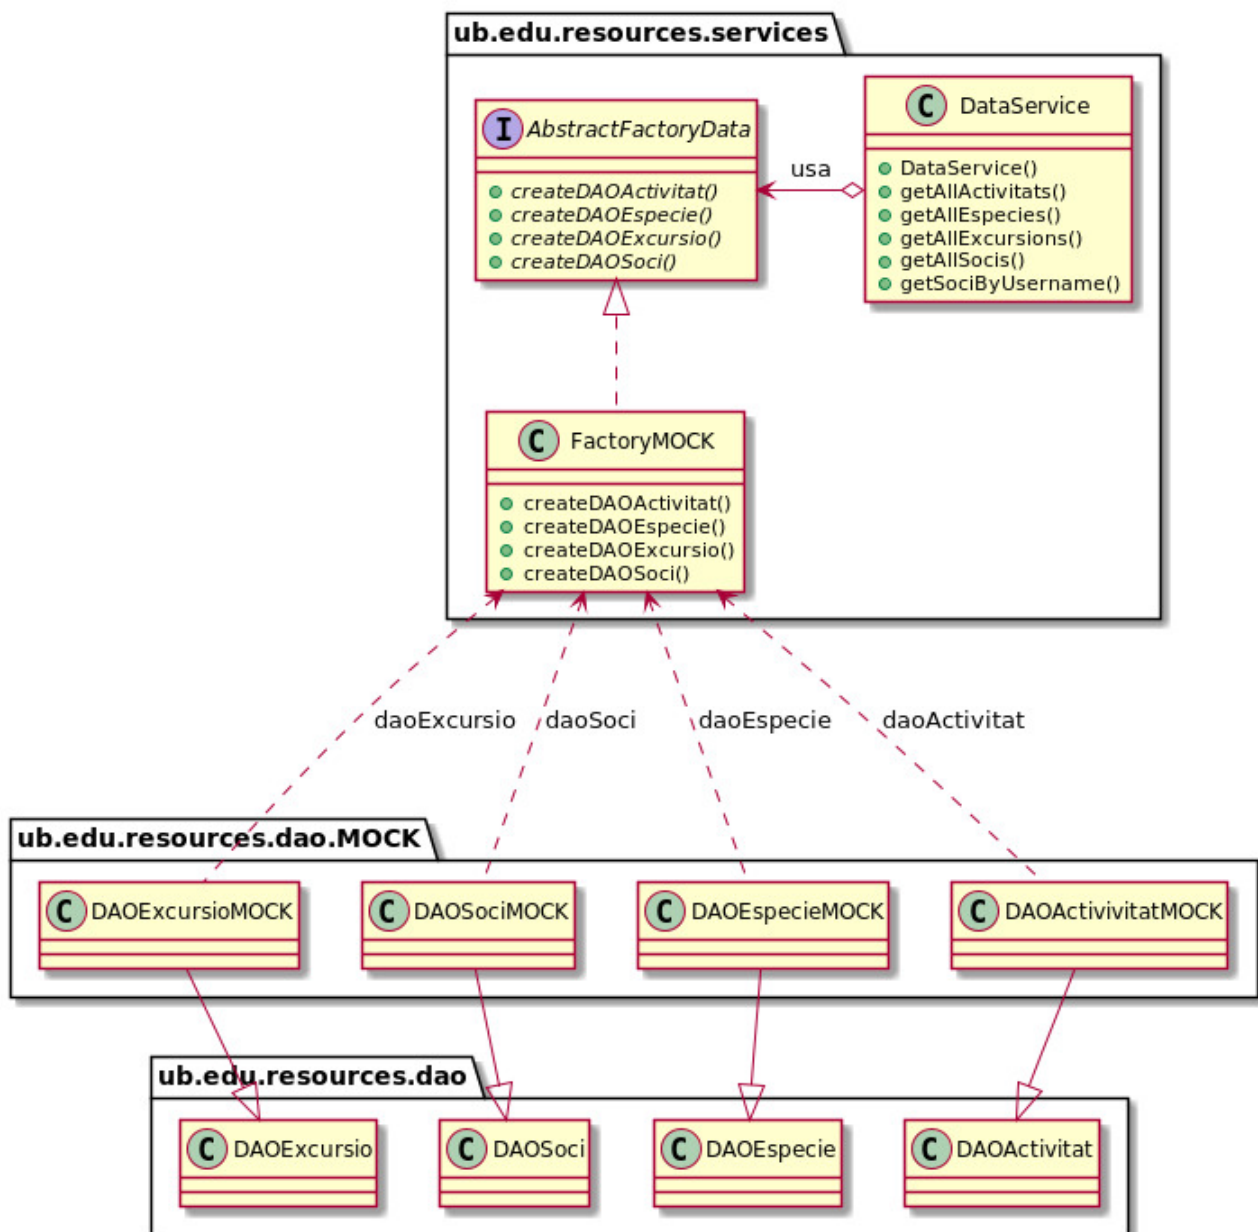 ub.edu.resources.services
I AbstractFactoryData
createDAOActivitat()
createDAOEspecie()
createDAOExcursio()
createDAOSoci()
usa
C DataService
DataService()
getAllActivitats()
getAllEspecies()
getAllExcursions()
getAllSocis()
getSociByUsername()
C FactoryMOCK
createDAOActivitat()
createDAOEspecie()
createDAOExcursio()
createDAOSoci()
daoExcursio
daoSoci
daoEspecie
daoActivitat
ub.edu.resources.dao.MOCK
C DAOExcursioMOCK
C DAOSociMOCK
C DAOEspecieMOCK
C DAOActivivitatMOCK
ub.edu.resources.dao
C DAOExcursio
C DAOSoci
C DAOEspecie
C DAOActivitat